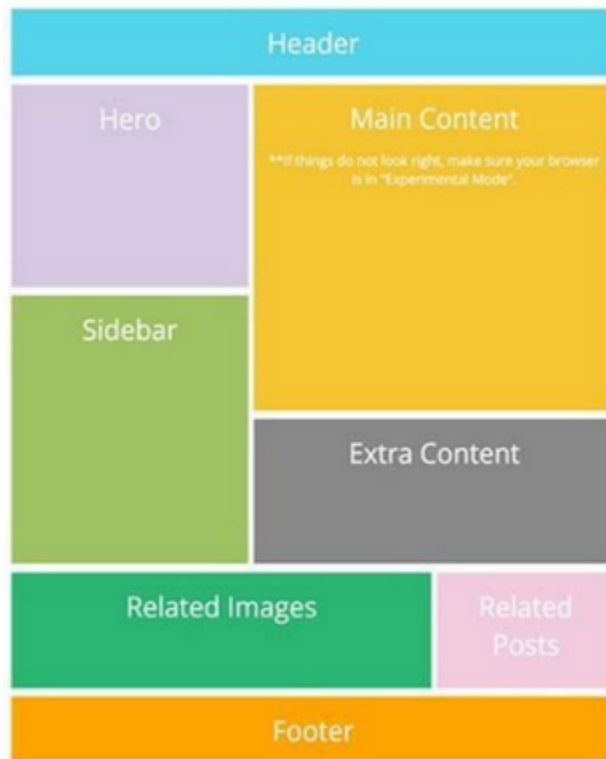 Header
Hero
Main Content
**If things do not look right, make sure your browser
is in "Experimental Mode".
Sidebar
Extra Content
Related Images
Related
Posts
Footer